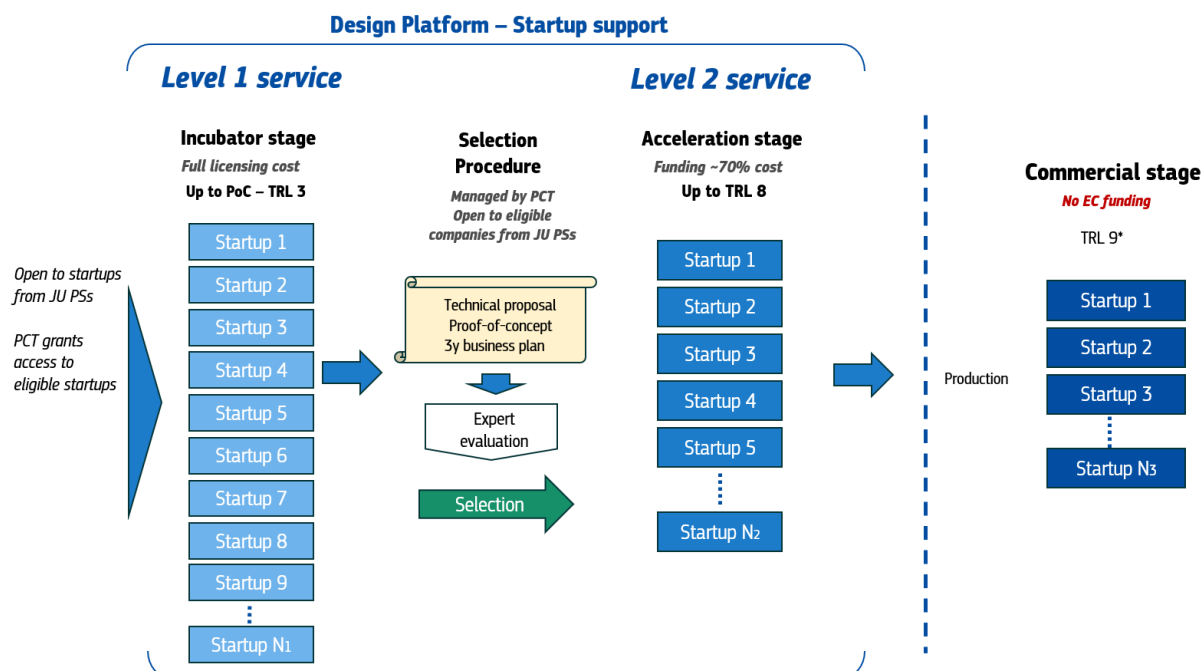 Design Platform – Startup support
Level 1 service
Level 2 service
Incubator stage
Full licensing cost
Up to PoC – TRL 3
Selection
Procedure
Managed by PCT
Open to eligible
companies from JU PSs
Acceleration stage
Funding ~70% cost
Up to TRL 8
Commercial stage
No EC funding
TRL 9*
Open to startups
from JU PSs
PCT grants
access to
eligible startups
Startup 1
Startup 2
Startup 3
Startup 4
Startup 5
Startup 6
Startup 7
Startup 8
Startup 9
Startup N1
Technical proposal
Proof-of-concept
3y business plan
Expert
evaluation
Selection
Startup 1
Startup 2
Startup 3
Startup 4
Startup 5
Startup N2
Production
Startup 1
Startup 2
Startup 3
Startup N3